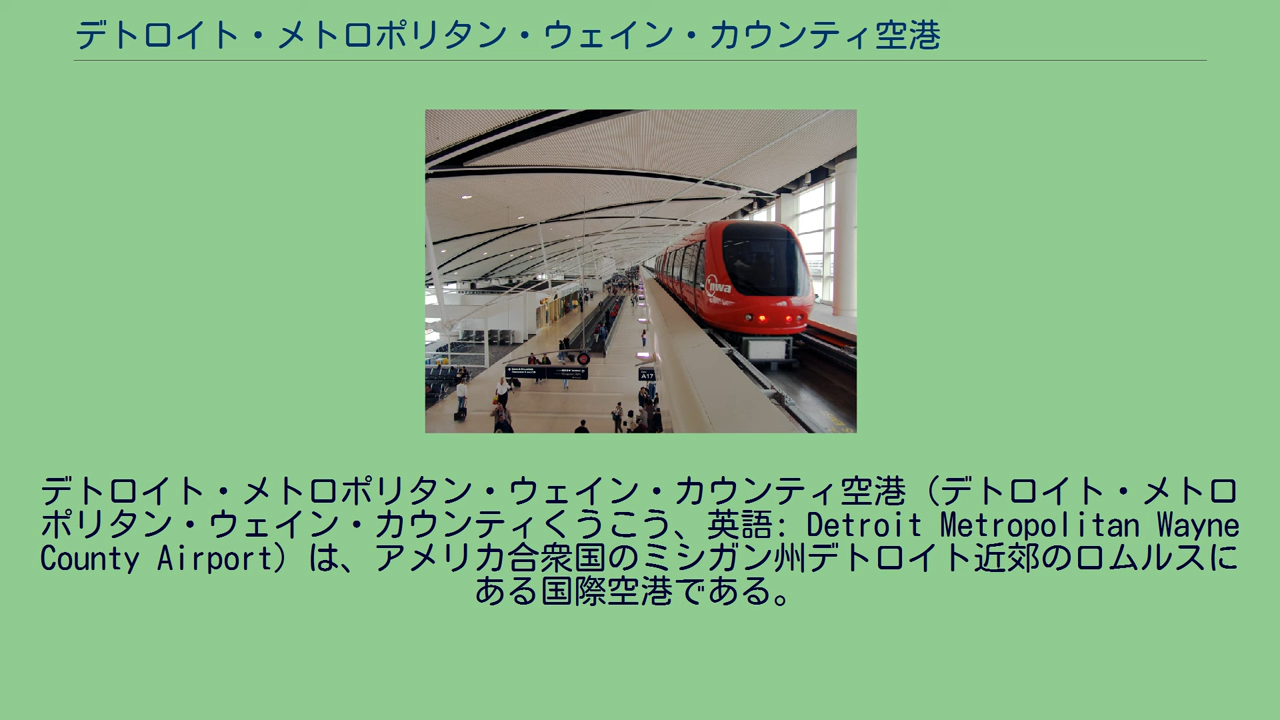 デトロイト・メトロポリタン・ウェイン・カウンティ空港
nwa
A17
デトロイト・メトロポリタン・ウェイン・カウンティ空港（デトロイト・メトロ
ポリタン・ウェイン・カウンティくうこう、英語: Detroit Metropolitan Wayne
County Airport）は、アメリカ合衆国のミシガン州デトロイト近郊のロムルスに
ある国際空港である。